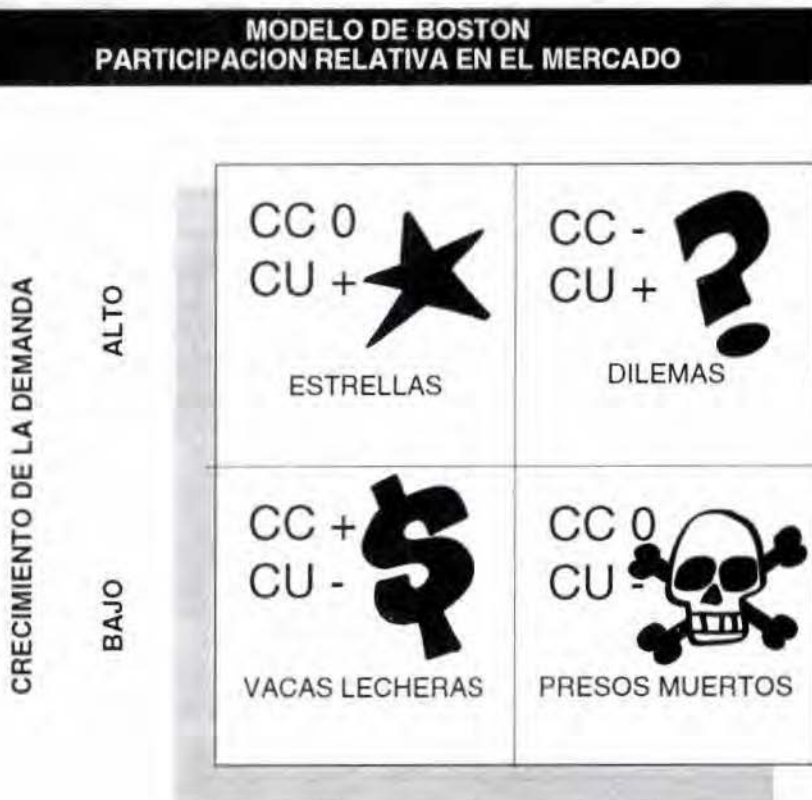 MODELO DE BOSTON
PARTICIPACION RELATIVA EN EL MERCADO
CRECIMIENTO DE LA DEMANDA
ALTO
CC 0
CU +
ESTRELLAS
CC -
CU +
?
DILEMAS
BAJO
CC +
CU -
$
VACAS LECHERAS
CC 0
CU -
PRESOS MUERTOS